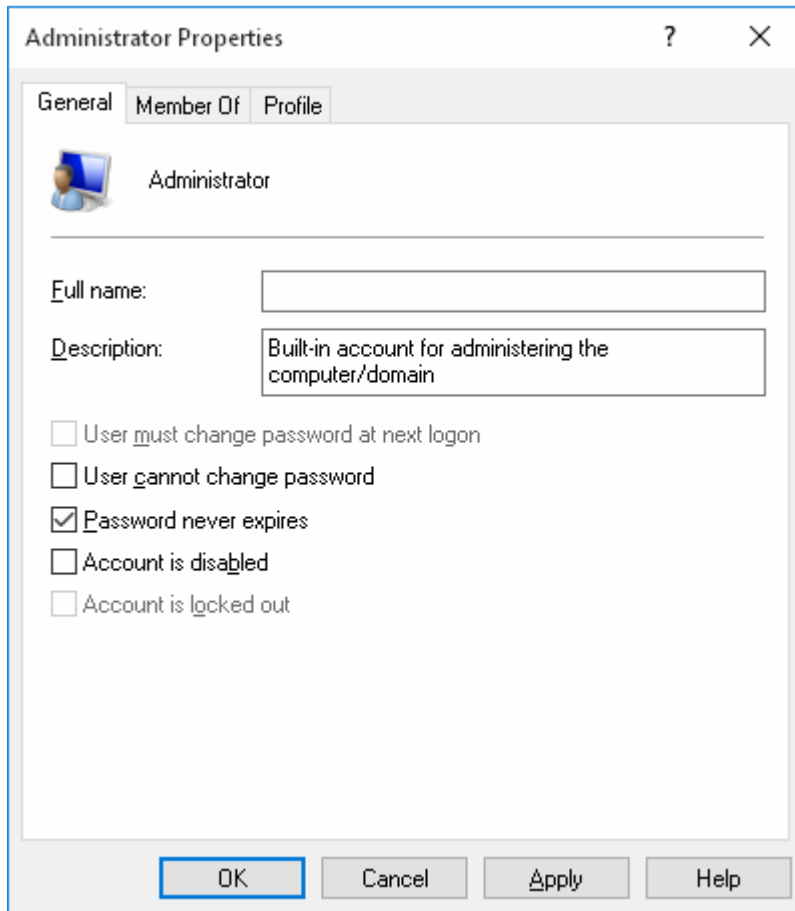 Administrator Properties ? ×
General Member Of Profile
Administrator
Full name:
Description: Built-in account for administering the
computer/domain
User must change password at next logon
User cannot change password
Password never expires
Account is disabled
Account is locked out
OK Cancel Apply Help